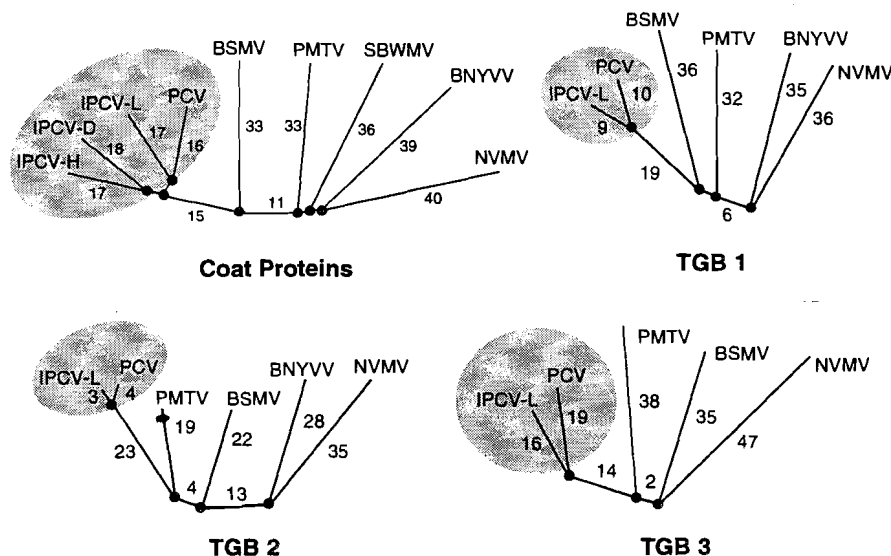 BSMV PMTV SBWMV
BNYVV
NVMV
IPCV-L PCV
IPCV-D
IPCV-H
17 18 17 16 33 33 36 39 40
15 11
Coat Proteins
BSMV
PMTV BNYVV
NVMV
PCV
IPCV-L 10
9
36 32 35 36
19 6
TGB 1
IPCV-L PCV
3 4
PMTV BSMV BNYVV NVMV
19 22 28 35
23 4 13
TGB 2
PMTV
BSMV NVMV
PCV
IPCV-L
16 19 38 35 47
14 2
TGB 3